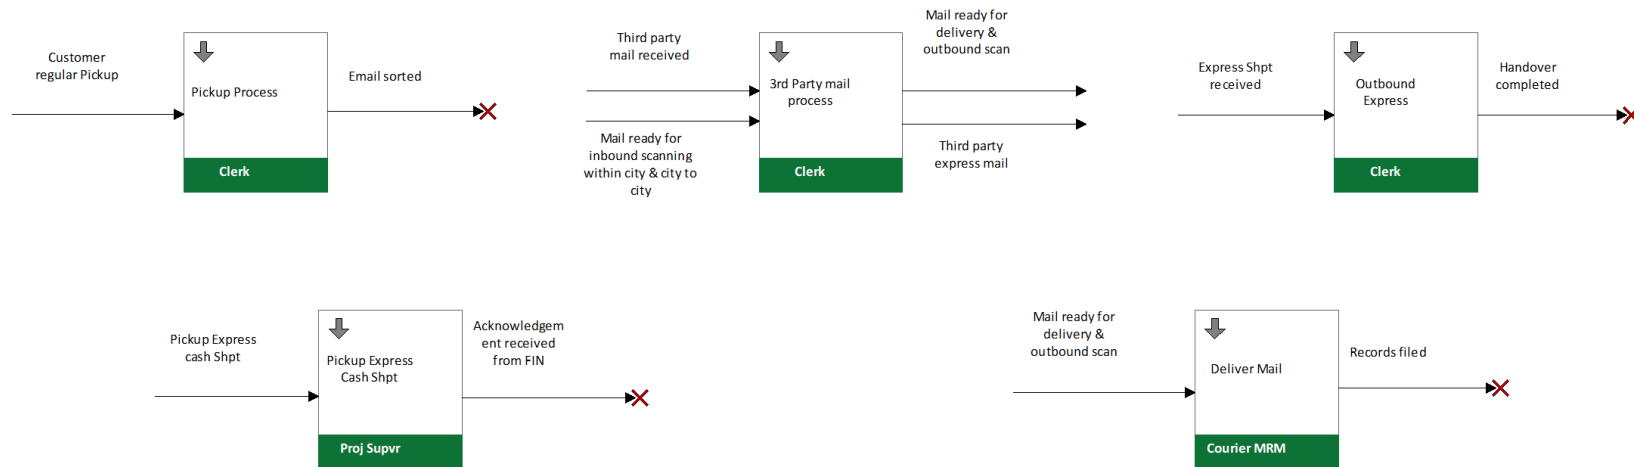 Customer
regular Pickup
Pickup Process
Email sorted
Clerk
Third party
mail received
Mail ready for
inbound scanning
within city & city to
city
3rd Party mail
process
Mail ready for
delivery &
outbound scan
Third party
express mail
Clerk
Express Shpt
received
Outbound
Express
Handover
completed
Clerk
Pickup Express
cash Shpt
Pickup Express
Cash Shpt
Acknowledgem
ent received
from FIN
Proj Supvr
Mail ready for
delivery &
outbound scan
Deliver Mail
Records filed
Courier MRM